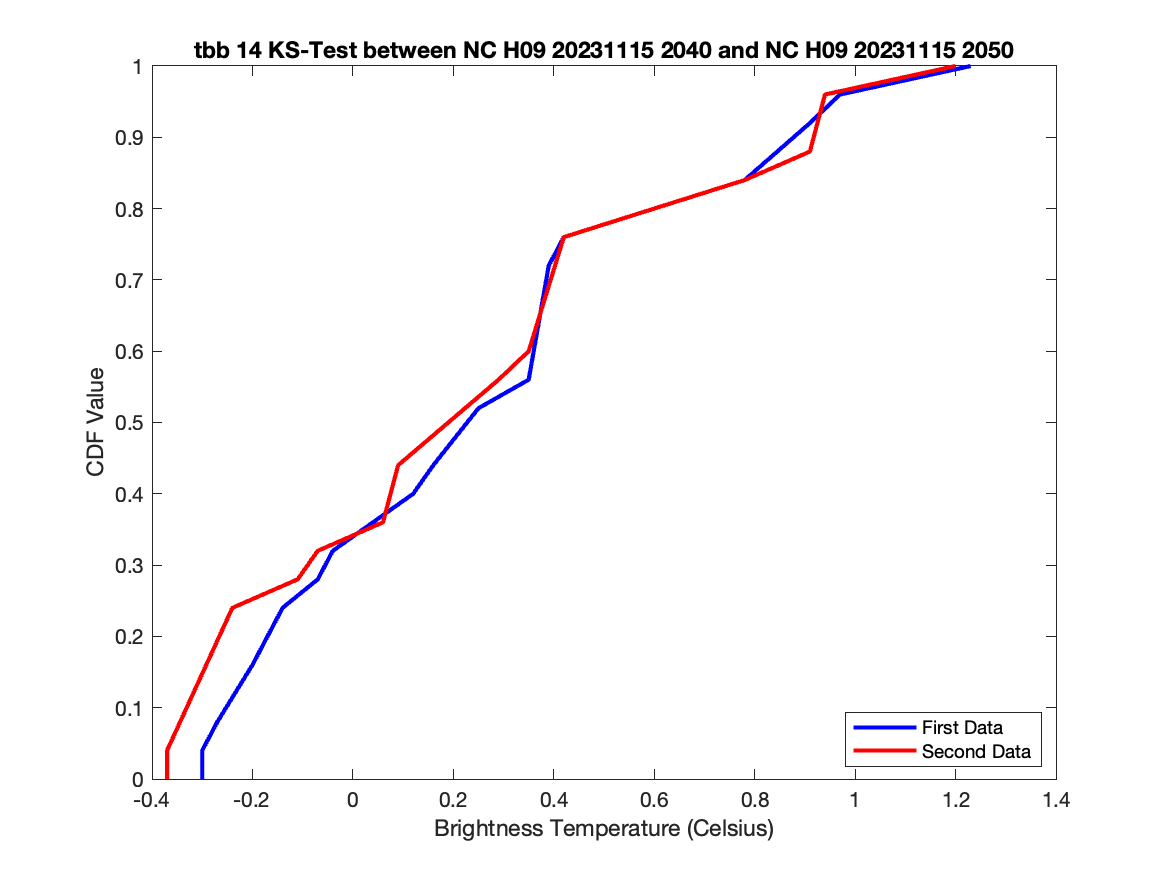 tbb 14 KS-Test between NC H09 20231115 2040 and NC H09 20231115 2050
1
0.9
0.8
0.7
0.6
0.5
0.4
0.3
0.2
0.1
0
CDF Value
First Data
Second Data
-0.4 -0.2 0 0.2 0.4 0.6 0.8 1 1.2 1.4
Brightness Temperature (Celsius)